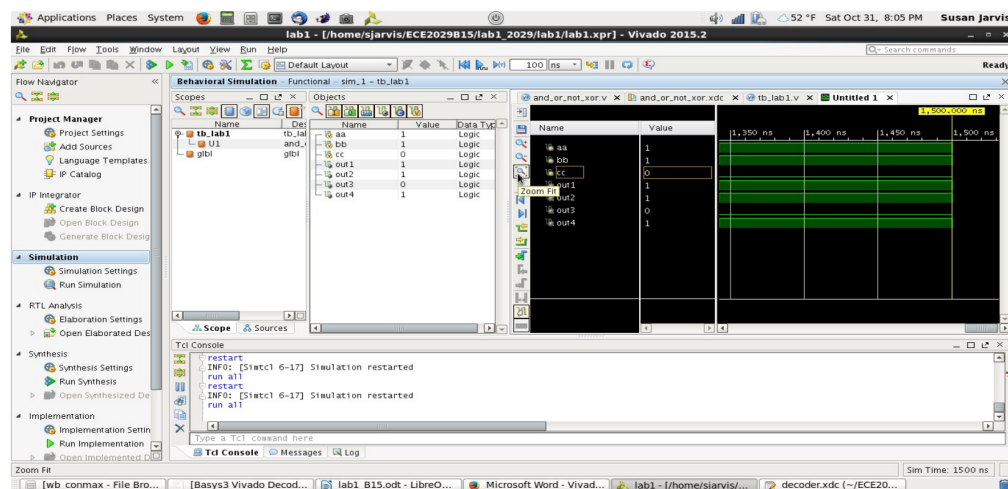 Applications Places System 52 °F Sat Oct 31, 8:05 PM Susan Jarvis
lab1 - [/home/sjarvis/ECE2029B15/lab1_2029/lab1/lab1.xpr] - Vivado 2015.2
File Edit Flow Tools Window Layout View Run Help Search commands
Default Layout 100 ns Ready
Flow Navigator
Behavioral Simulation - Functional - sim_1 - tb_lab1
Project Manager
Project Settings
Add Sources
Language Templates
IP Catalog
IP Integrator
Create Block Design
Open Block Design
Generate Block Desig
Simulation
Simulation Settings
Run Simulation
RTL Analysis
Elaboration Settings
Open Elaborated Des
Synthesis
Synthesis Settings
Run Synthesis
Open Synthesized De
Implementation
Implementation Settin
Run Implementation
Open Implemented D
Scopes
Name Des
tb_lab1 tb_lal
U1 and_
glbl glbl
Scope Sources
Objects
Name Value Data Typ
aa 1 Logic
bb 1 Logic
cc 0 Logic
out1 1 Logic
out2 1 Logic
out3 0 Logic
out4 1 Logic
and_or_not_xor.v and_or_not_xor.xdc tb_lab1.v Untitled 1
1,500.000 ns
Name Value 1,350 ns 1,400 ns 1,450 ns 1,500 ns
aa 1
bb 1
cc 0
out1 1
Zoom Fit
out2 1
out3 0
out4 1
Tcl Console
restart
INFO: [Simtcl 6-17] Simulation restarted
run all
restart
INFO: [Simtcl 6-17] Simulation restarted
run all
Type a Tcl command here
Tcl Console Messages Log
Zoom Fit Sim Time: 1500 ns
[wb_conmax - File Bro... [Basys3 Vivado Decod... lab1_B15.odt - LibreO... Microsoft Word - Vivad... lab1 - [/home/sjarvis/... decoder.xdc (~/ECE20...